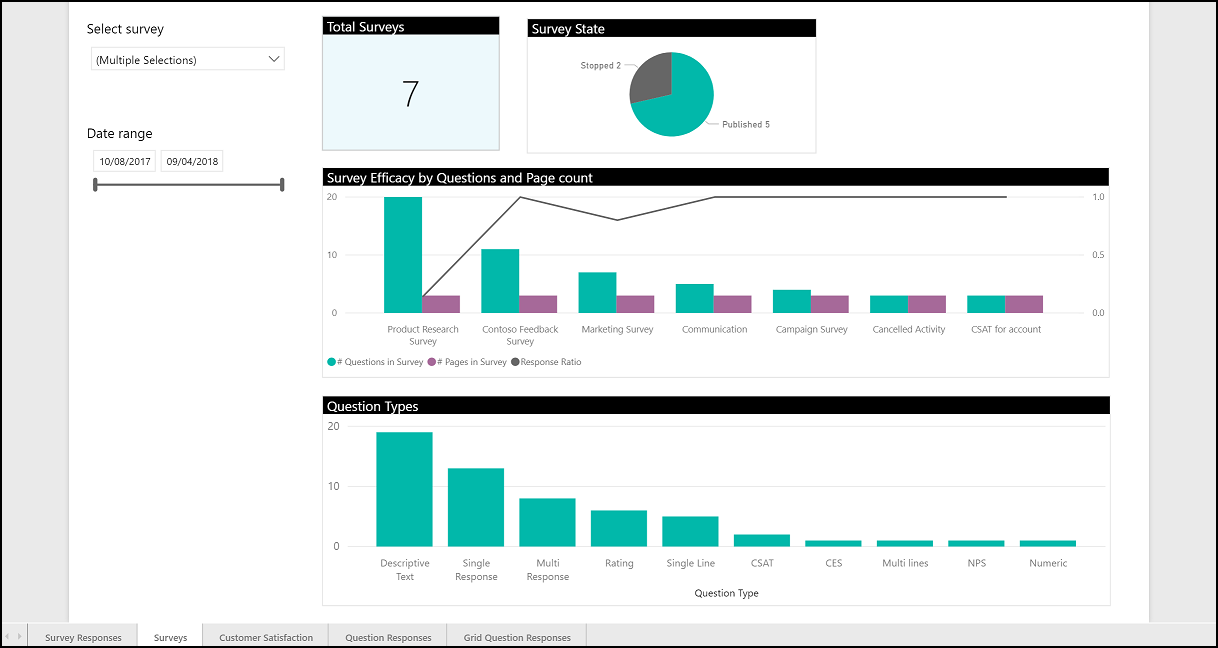 Select survey
(Multiple Selections)
Date range
10/08/2017 09/04/2018
Total Surveys
7
Survey State
Stopped 2
Published 5
Survey Efficacy by Questions and Page count
20 1.0
10 0.5
0 0.0
Product Research Contoso Feedback Marketing Survey Communication Campaign Survey Cancelled Activity CSAT for account
Survey Survey
# Questions in Survey # Pages in Survey Response Ratio
Question Types
20
10
0
Descriptive Single Multi Rating Single Line CSAT CES Multi lines NPS Numeric
Text Response Response
Question Type
Survey Responses Surveys Customer Satisfaction Question Responses Grid Question Responses